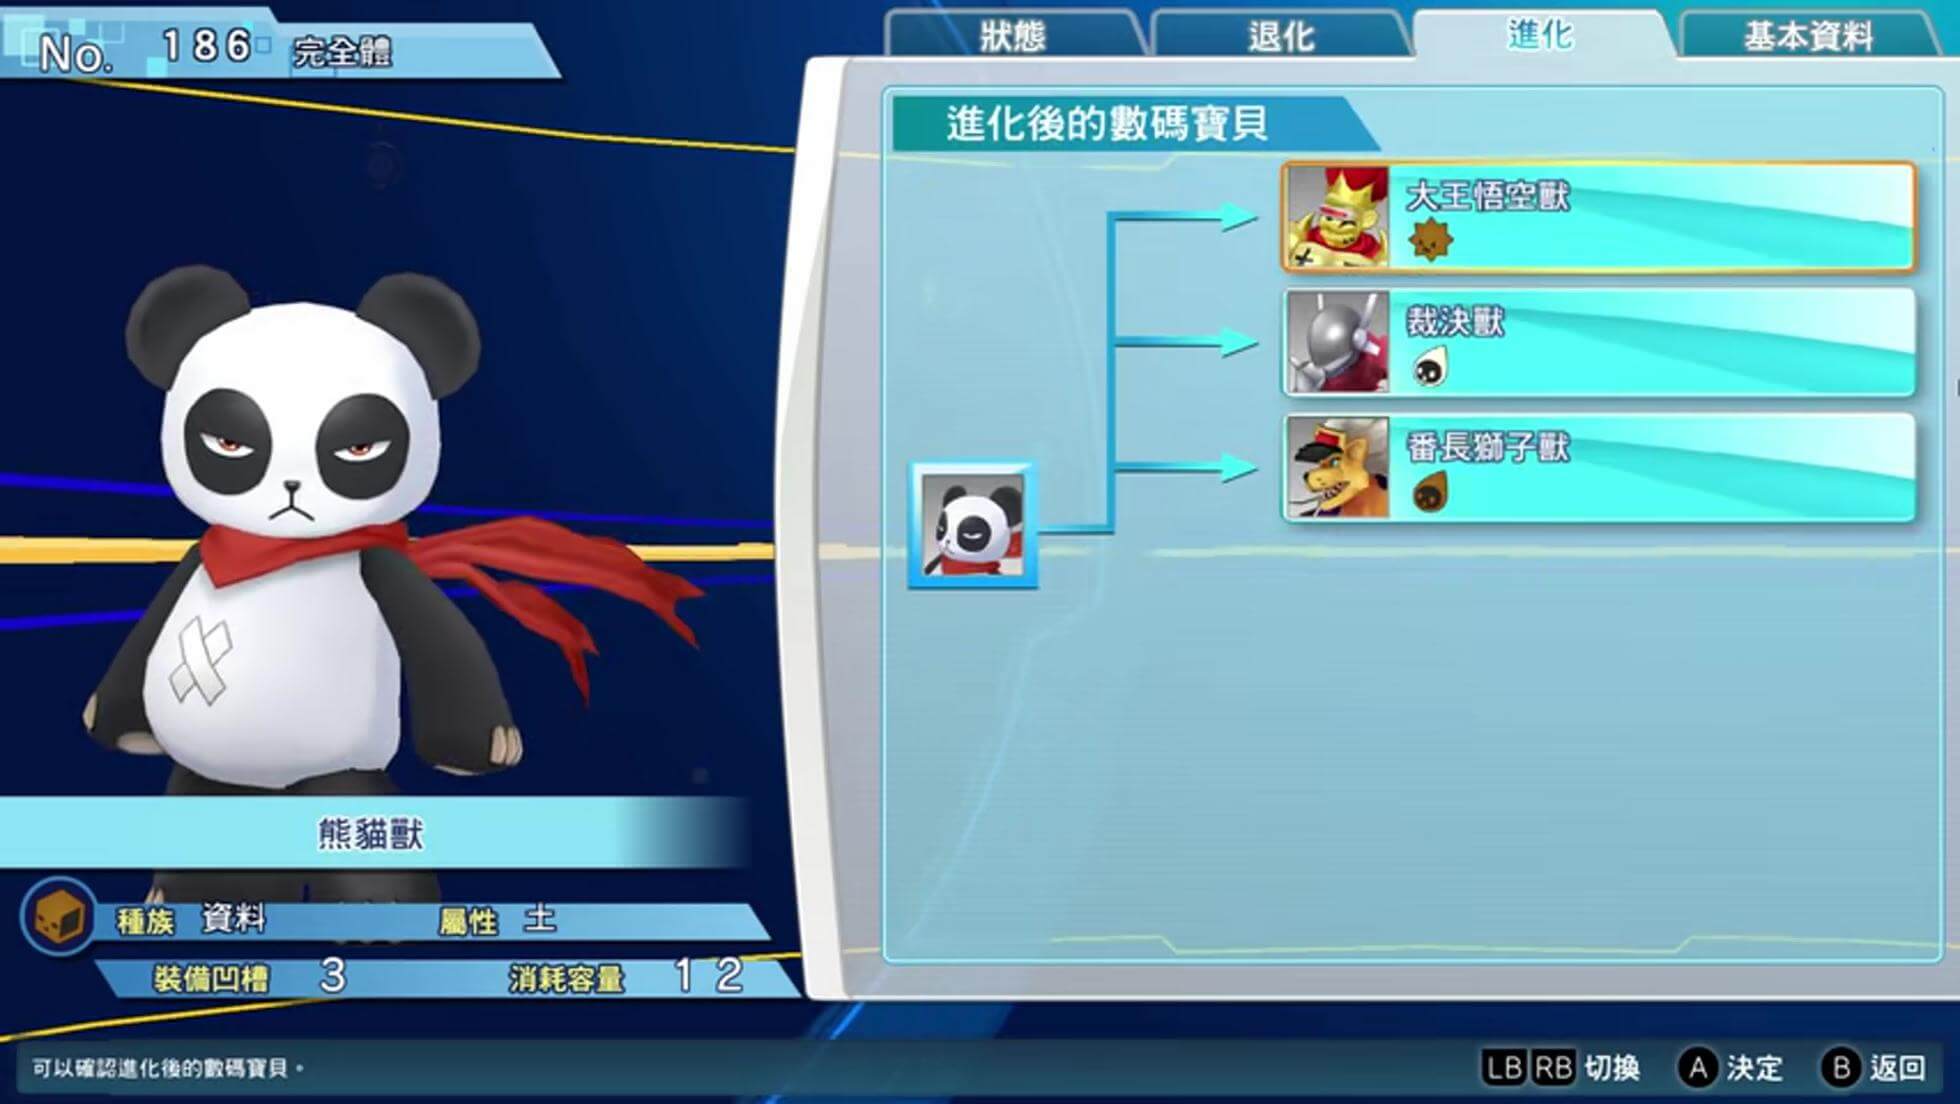 No. 186 完全體
狀態 退化 進化 基本資料
進化後的數碼寶貝
大王悟空獸
裁決獸
番長獅子獸
熊貓獸
種族 資料 屬性 土
裝備凹槽 3 消耗容量 12
可以確認進化後的數碼寶貝。
LB RB 切換 A 決定 B 返回